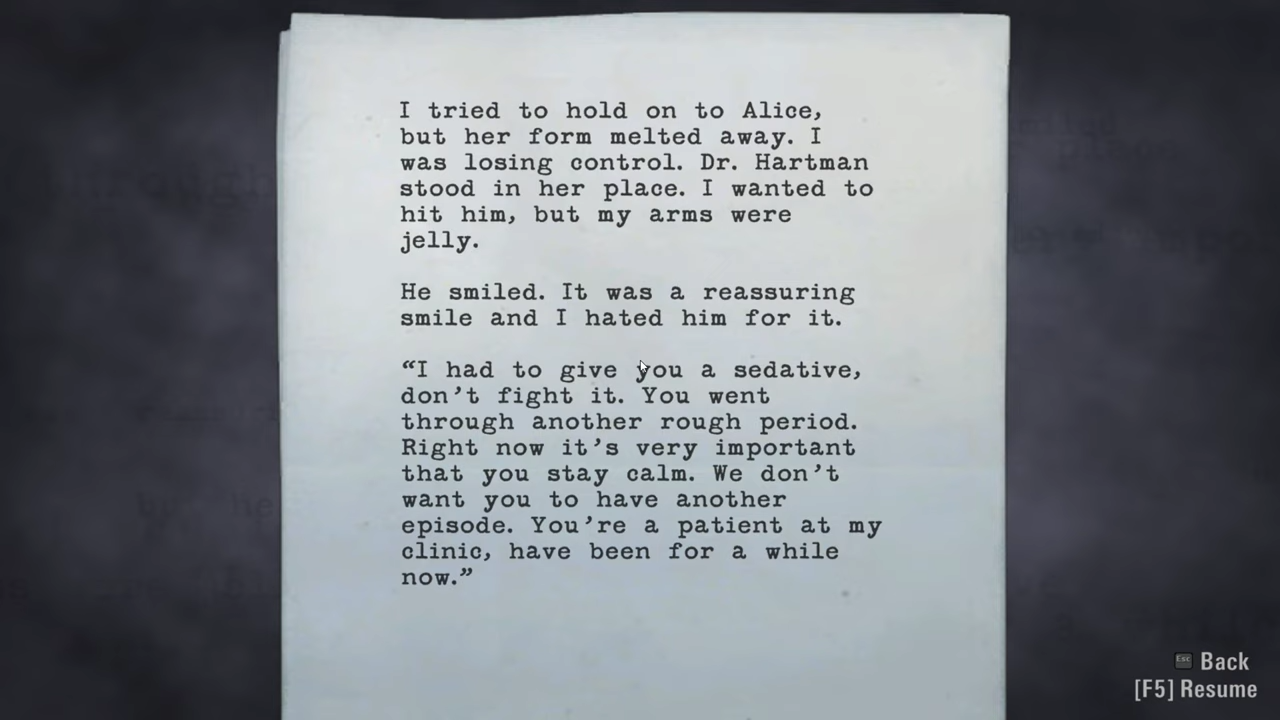 I tried to hold on to Alice,
but her form melted away. I
was losing control. Dr. Hartman
stood in her place. I wanted to
hit him, but my arms were
jelly.
He smiled. It was a reassuring
smile and I hated him for it.
“I had to give you a sedative,
don’t fight it. You went
through another rough period.
Right now it’s very important
that you stay calm. We don’t
want you to have another
episode. You’re a patient at my
clinic, have been for a while
now.”
Esc Back
[F5] Resume